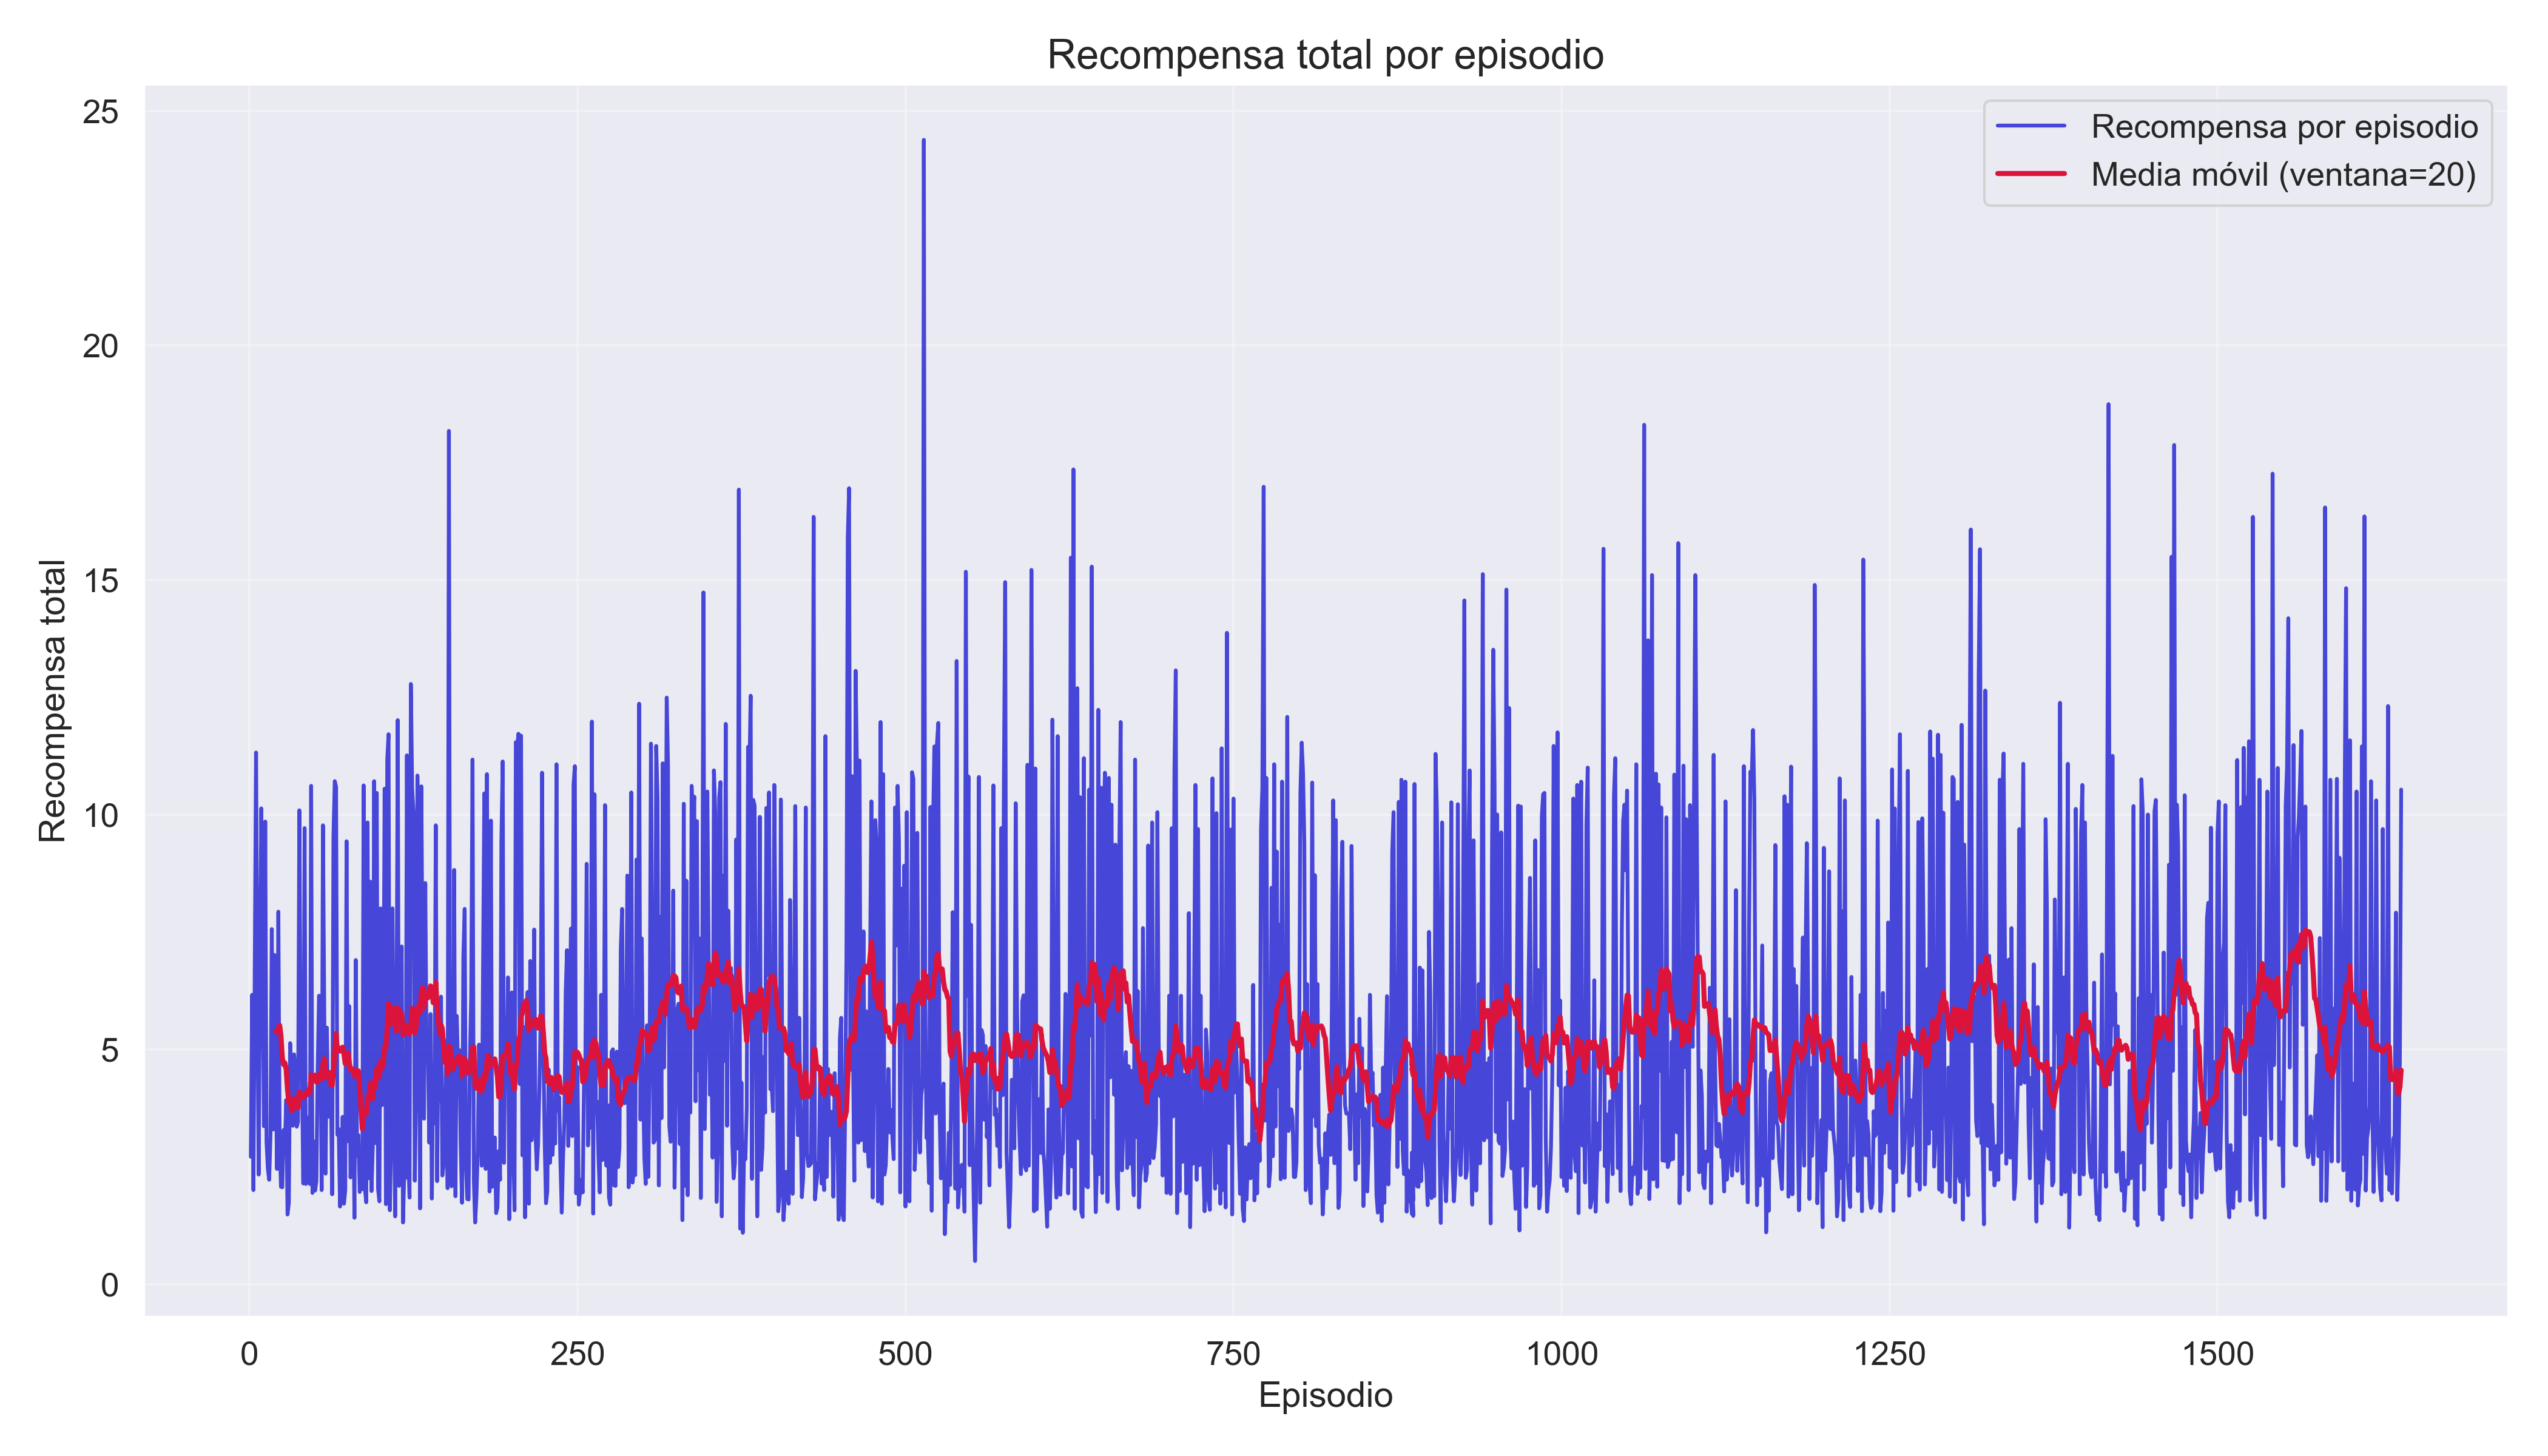 Recompensa total por episodio
Recompensa por episodio
Media móvil (ventana=20)
25
20
15
10
5
0
Recompensa total
0 250 500 750 1000 1250 1500
Episodio